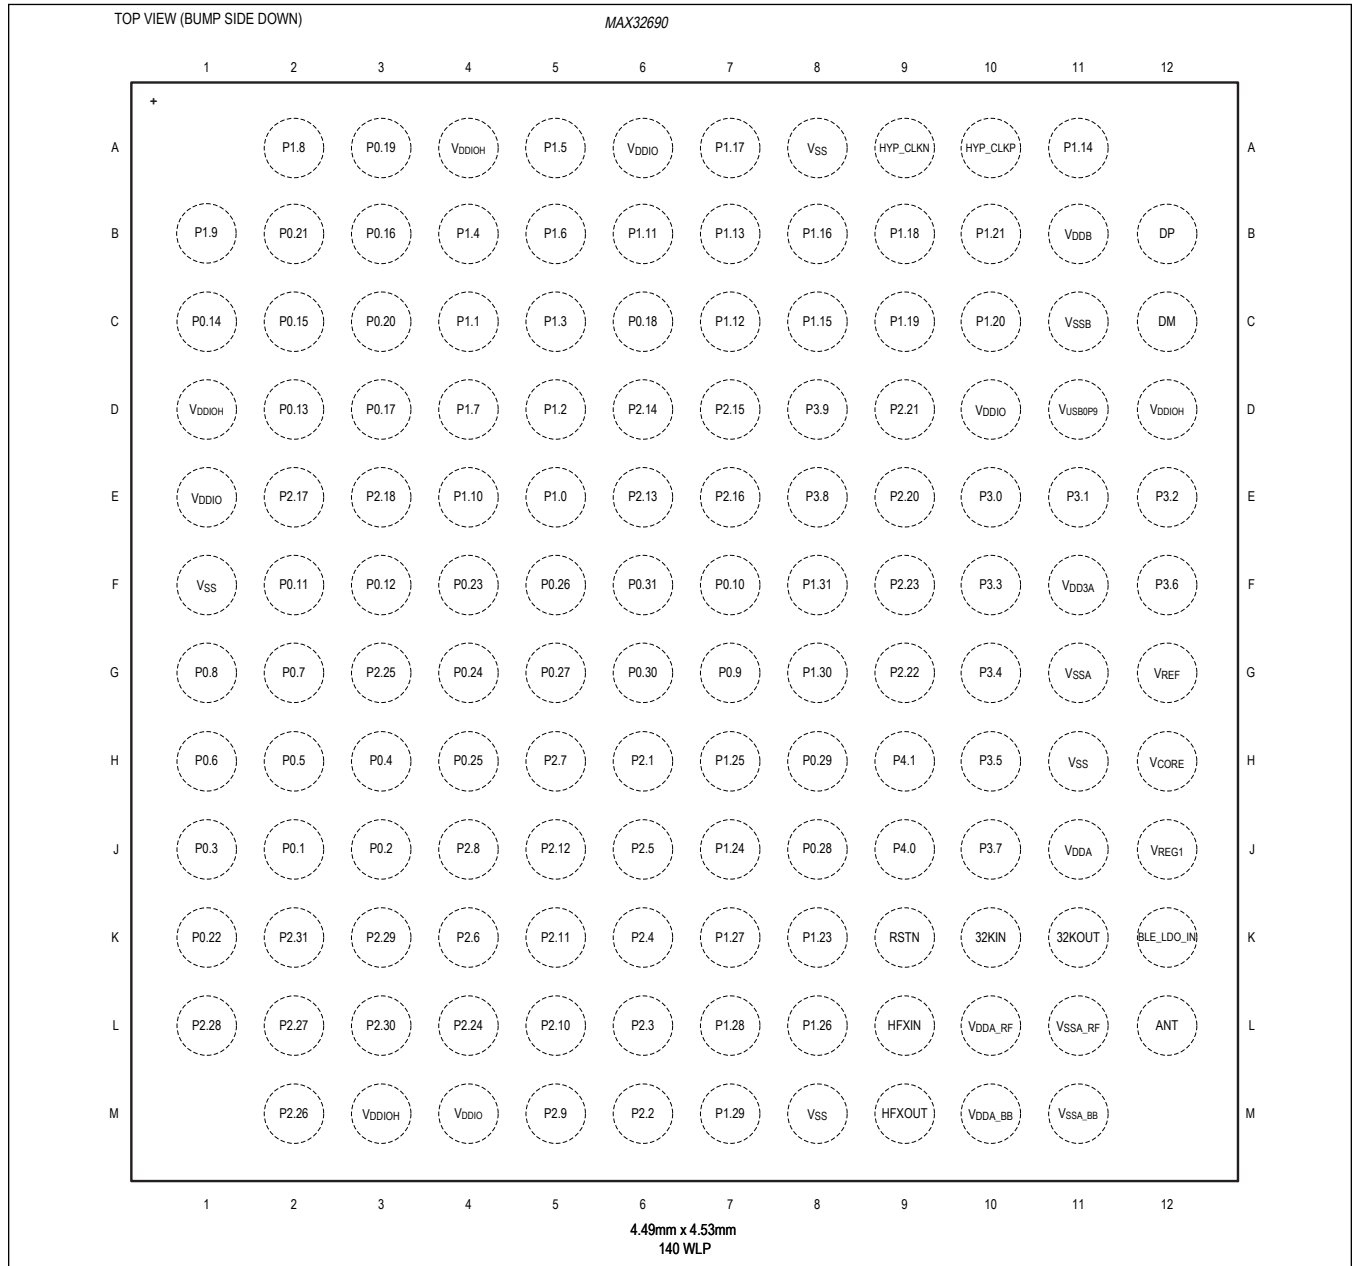 TOP VIEW (BUMP SIDE DOWN) MAX32690
1 2 3 4 5 6 7 8 9 10 11 12
+
A P1.8 P0.19 VDDIOH P1.5 VDDIO P1.17 VSS HYP_CLKN HYP_CLKP P1.14 A
B P1.9 P0.21 P0.16 P1.4 P1.6 P1.11 P1.13 P1.16 P1.18 P1.21 VDDB DP B
C P0.14 P0.15 P0.20 P1.1 P1.3 P0.18 P1.12 P1.15 P1.19 P1.20 VSSB DM C
D VDDIOH P0.13 P0.17 P1.7 P1.2 P2.14 P2.15 P3.9 P2.21 VDDIO VUSB0P9 VDDIOH D
E VDDIO P2.17 P2.18 P1.10 P1.0 P2.13 P2.16 P3.8 P2.20 P3.0 P3.1 P3.2 E
F VSS P0.11 P0.12 P0.23 P0.26 P0.31 P0.10 P1.31 P2.23 P3.3 VDD3A P3.6 F
G P0.8 P0.7 P2.25 P0.24 P0.27 P0.30 P0.9 P1.30 P2.22 P3.4 VSSA VREF G
H P0.6 P0.5 P0.4 P0.25 P2.7 P2.1 P1.25 P0.29 P4.1 P3.5 VSS VCORE H
J P0.3 P0.1 P0.2 P2.8 P2.12 P2.5 P1.24 P0.28 P4.0 P3.7 VDDA VREG1 J
K P0.22 P2.31 P2.29 P2.6 P2.11 P2.4 P1.27 P1.23 RSTN 32KIN 32KOUT BLE_LDO_IN K
L P2.28 P2.27 P2.30 P2.24 P2.10 P2.3 P1.28 P1.26 HFXIN VDDA_RF VSSA_RF ANT L
M P2.26 VDDIOH VDDIO P2.9 P2.2 P1.29 VSS HFXOUT VDDA_BB VSSA_BB M
1 2 3 4 5 6 7 8 9 10 11 12
4.49mm x 4.53mm
140 WLP